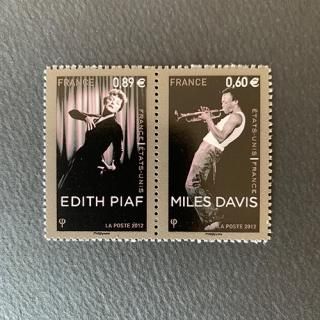 FRANCE 0,89 €
FRANCE | ÉTATS-UNIS
EDITH PIAF
φ
LA POSTE 2012
FRANCE 0,60 €
ÉTATS-UNIS | FRANCE
MILES DAVIS
φ
LA POSTE 2012